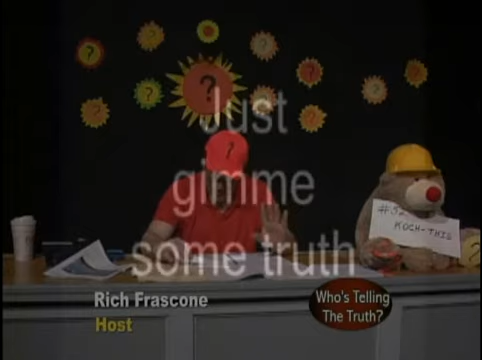 ?
?
?
?
Just
gimme
some truth
KOCH-THIS
Rich Frascone
Host
Who's Telling
The Truth?